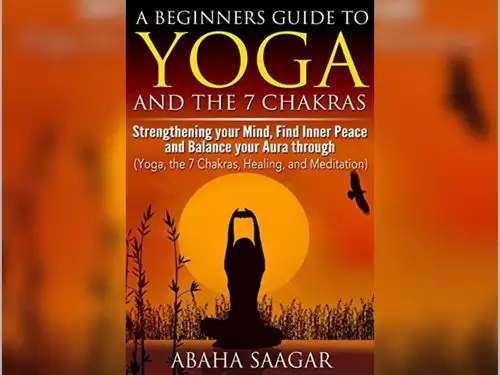 A BEGINNERS GUIDE TO
YOGA
AND THE 7 CHAKRAS
Strengthening your Mind, Find Inner Peace
and Balance your Aura through
(Yoga, the 7 Chakras, Healing, and Meditation)
ABAHA SAAGAR